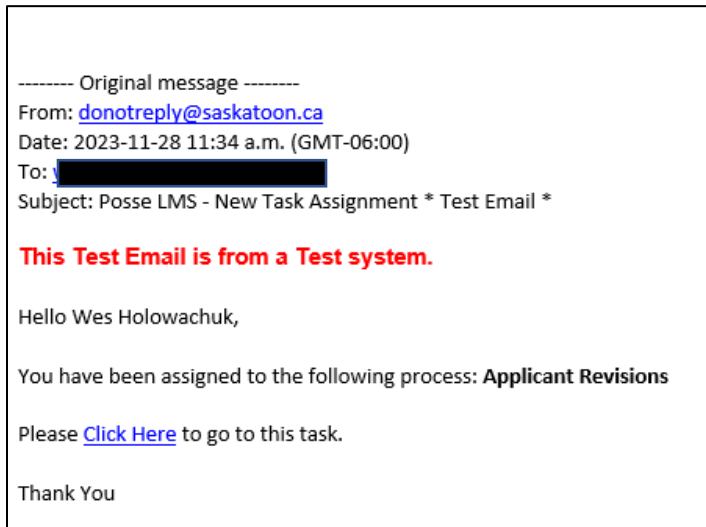 -------- Original message --------
From: donotreply@saskatoon.ca
Date: 2023-11-28 11:34 a.m. (GMT-06:00)
To:
Subject: Posse LMS - New Task Assignment * Test Email *
This Test Email is from a Test system.
Hello Wes Holowachuk,
You have been assigned to the following process: Applicant Revisions
Please Click Here to go to this task.
Thank You